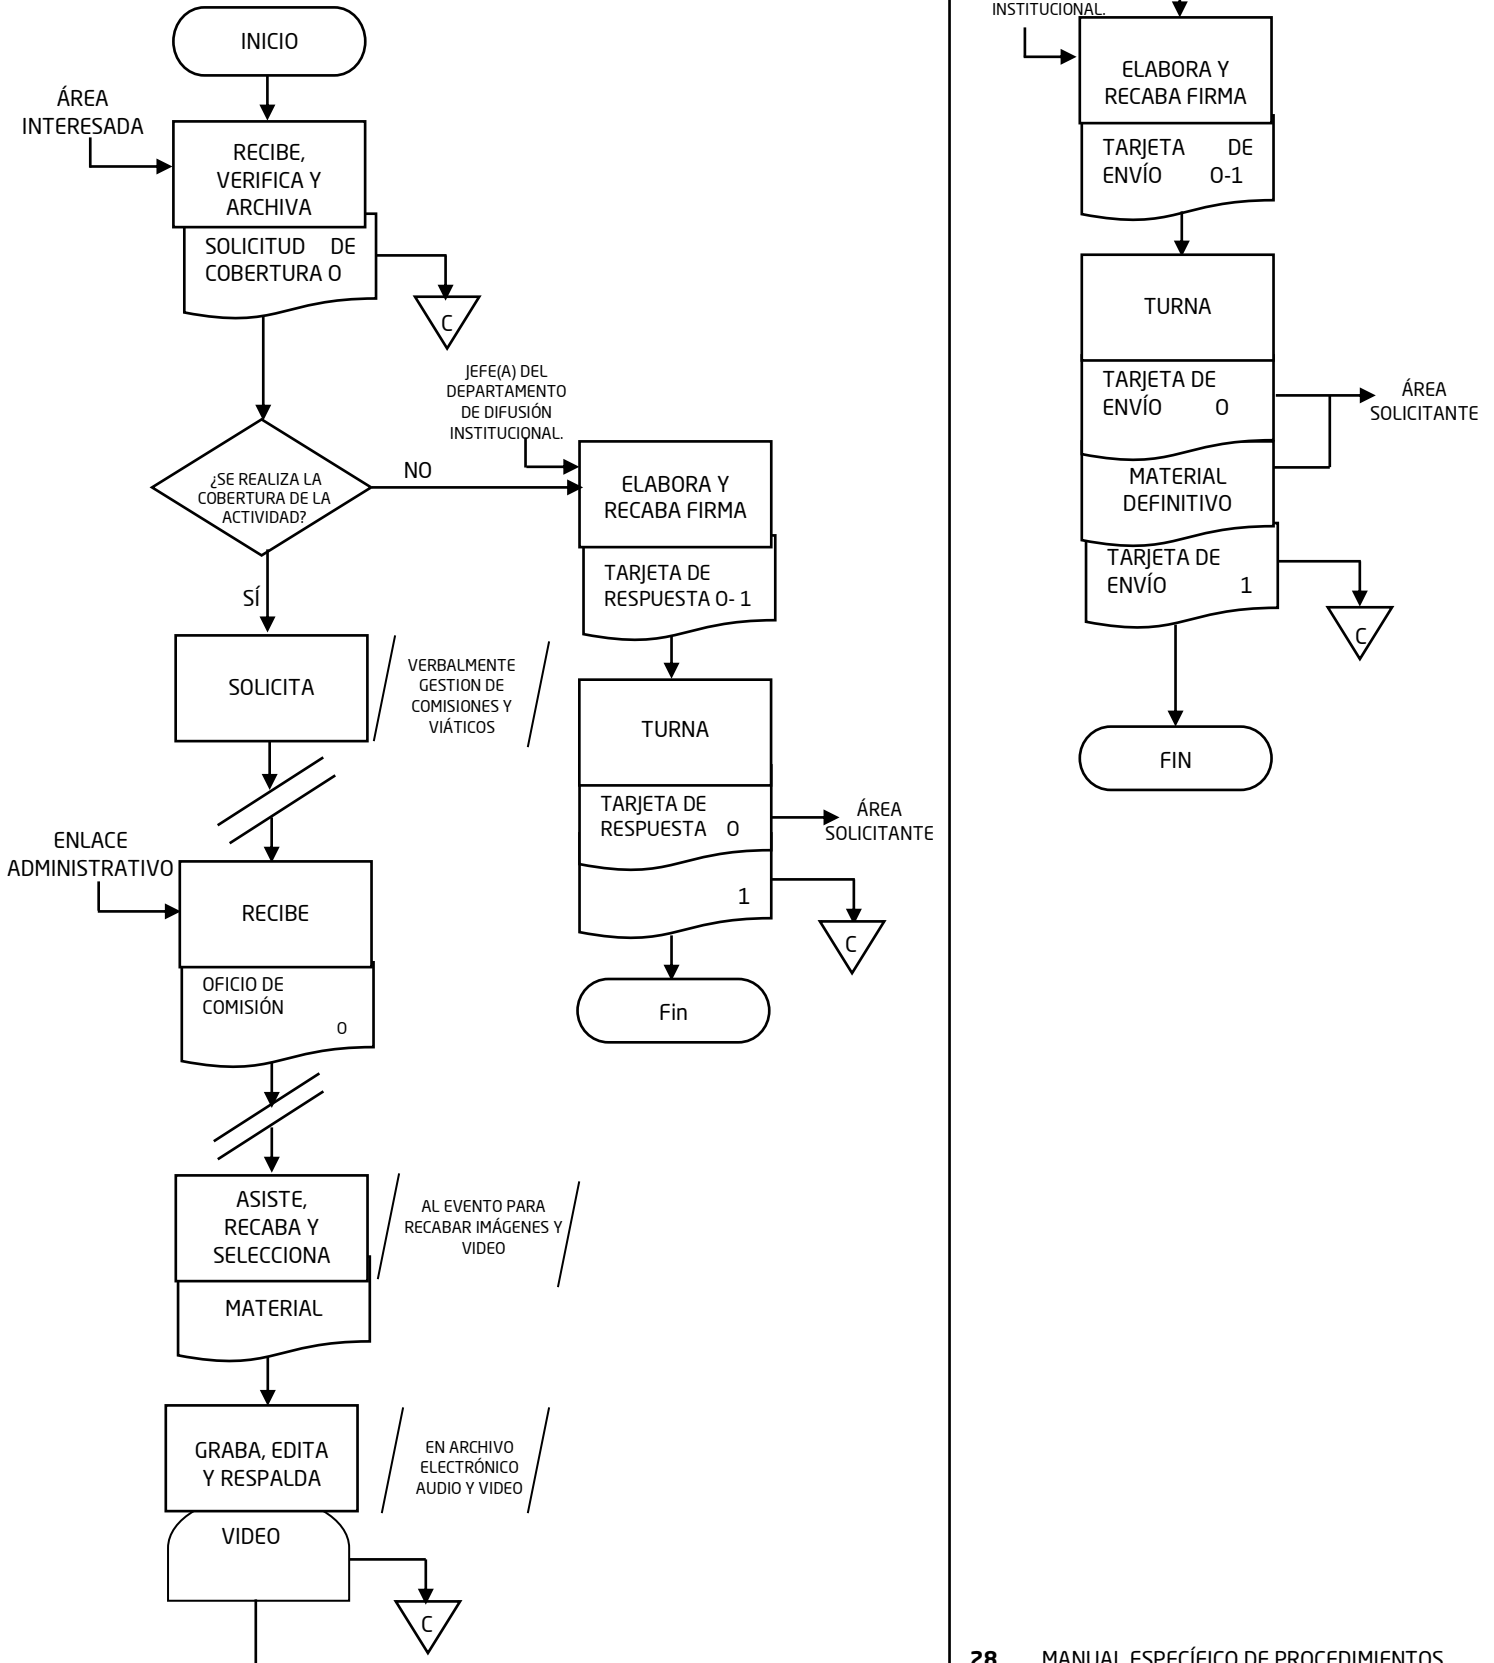 INICIO
ÁREA
INTERESADA
RECIBE,
VERIFICA Y
ARCHIVA
SOLICITUD DE
COBERTURA O
C
¿SE REALIZA LA
COBERTURA DE LA
ACTIVIDAD?
NO
SÍ
JEFE(A) DEL
DEPARTAMENTO
DE DIFUSIÓN
INSTITUCIONAL.
ELABORA Y
RECABA FIRMA
TARJETA DE
RESPUESTA O- 1
TURNA
TARJETA DE
RESPUESTA O
ÁREA
SOLICITANTE
1
C
Fin
SOLICITA
VERBALMENTE
GESTION DE
COMISIONES Y
VIÁTICOS
ENLACE
ADMINISTRATIVO
RECIBE
OFICIO DE
COMISIÓN
O
ASISTE,
RECABA Y
SELECCIONA
AL EVENTO PARA
RECABAR IMÁGENES Y
VIDEO
MATERIAL
GRABA, EDITA
Y RESPALDA
EN ARCHIVO
ELECTRÓNICO
AUDIO Y VIDEO
VIDEO
C
INSTITUCIONAL.
ELABORA Y
RECABA FIRMA
TARJETA DE
ENVÍO O-1
TURNA
TARJETA DE
ENVÍO O
ÁREA
SOLICITANTE
MATERIAL
DEFINITIVO
TARJETA DE
ENVÍO 1
C
FIN
28 MANUAL ESPECÍFICO DE PROCEDIMIENTOS